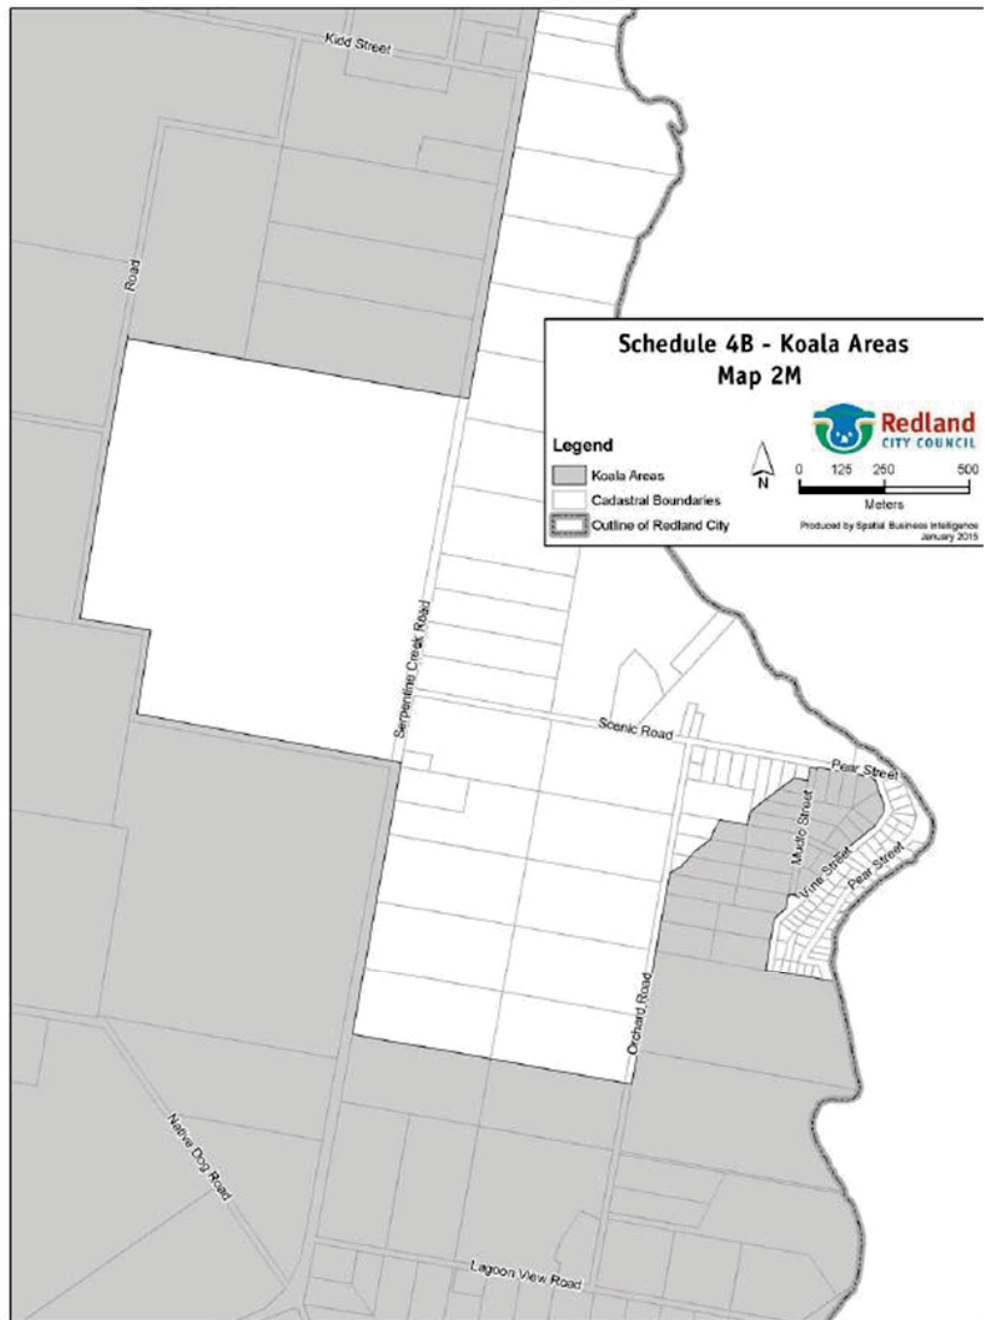 Kidd Street
Road
Schedule 4B - Koala Areas
Map 2M
Redland
CITY COUNCIL
Legend
Koala Areas
Cadastral Boundaries
Outline of Redland City
N
0 125 250 500
Meters
Produced by Spatial Business Intelligence
January 2015
Serpentine Creek Road
Scenic Road
Pear Street
Mudlo Street
Vine Street
Pear Street
Orchard Road
Native Dog Road
Lagoon View Road